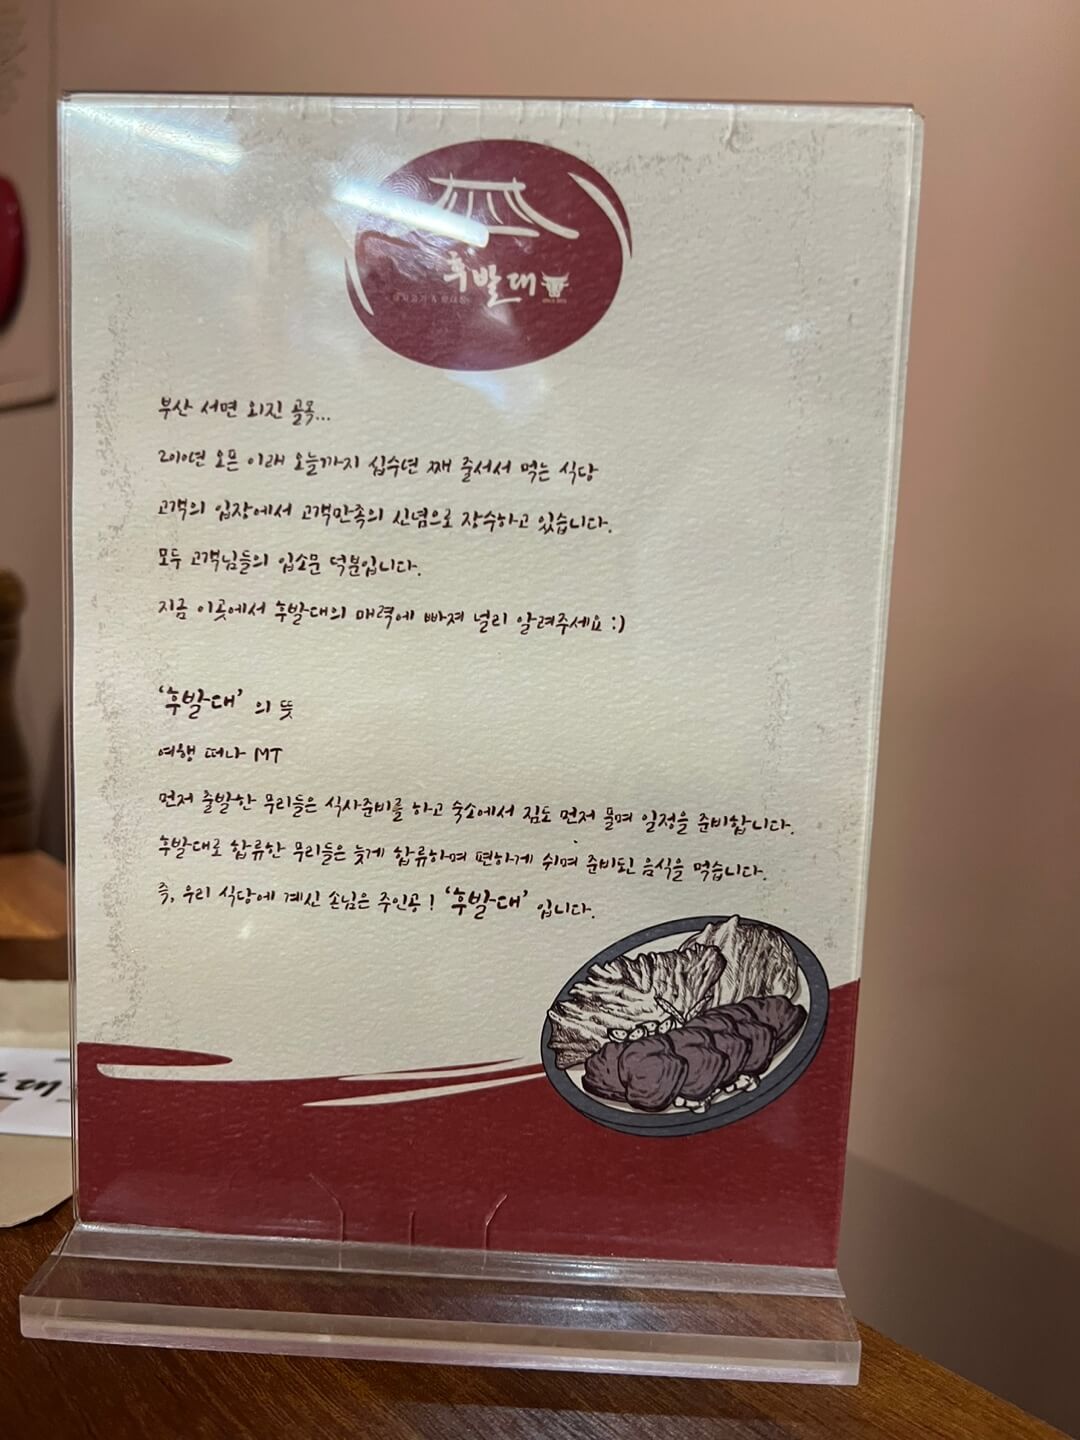 후발대
부산 서면 외진 골목...
2010년 오픈 이래 오늘까지 십수년 째 줄서서 먹는 식당
고객의 입장에서 고객만족의 신념으로 장수하고 있습니다.
모두 고객님들의 입소문 덕분입니다.
지금 이곳에서 후발대의 매력에 빠져 널리 알려주세요 :)
‘후발대’ 의 뜻
여행 떠나 MT
먼저 출발한 무리들은 식사준비를 하고 숙소에서 짐도 먼저 풀며 일정을 준비합니다.
후발대로 합류한 무리들은 늦게 합류하며 편하게 쉬며 준비된 음식을 먹습니다.
즉, 우리 식당에 계신 손님은 주인공! ‘후발대’ 입니다.